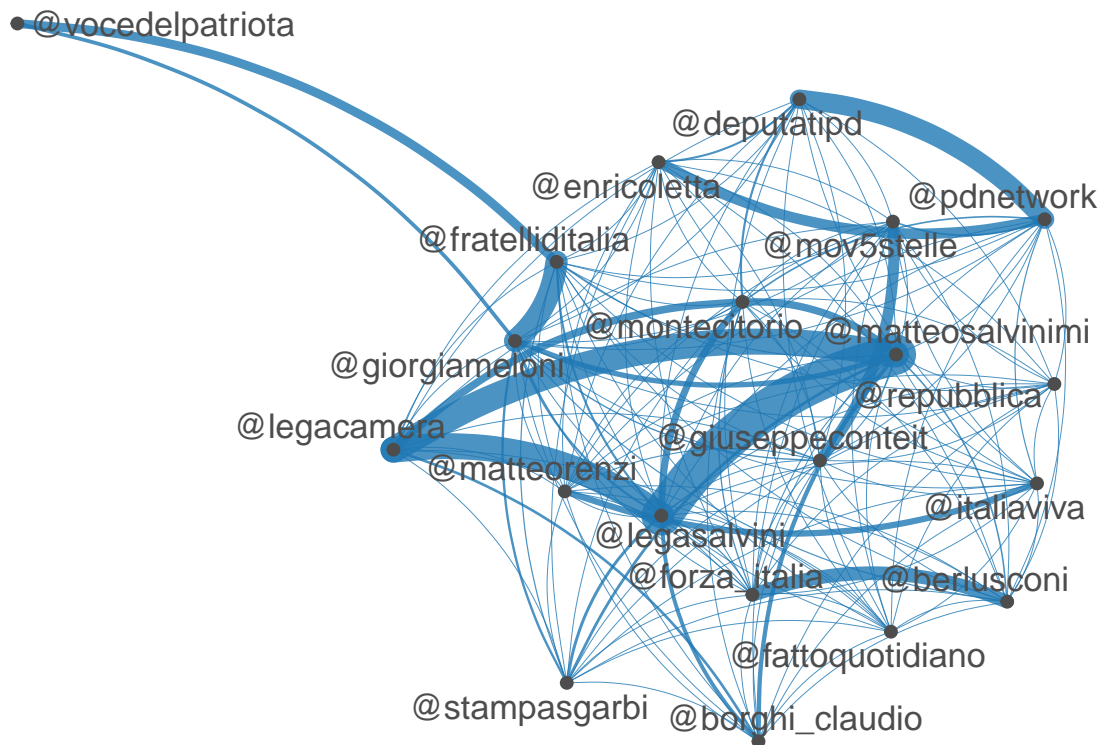 @vocedelpatriota
@deputatipd
@enricoletta
@pdnetwork
@fratelliditalia
@mov5stelle
@montecitorio
@matteosalvinimi
@giorgiameloni
@repubblica
@legacamera
@giuseppeconteit
@matteorenzi
@italiaviva
@legasalvini
@forza_italia
@berlusconi
@fattoquotidiano
@stampasgarbi
@borghi_claudio